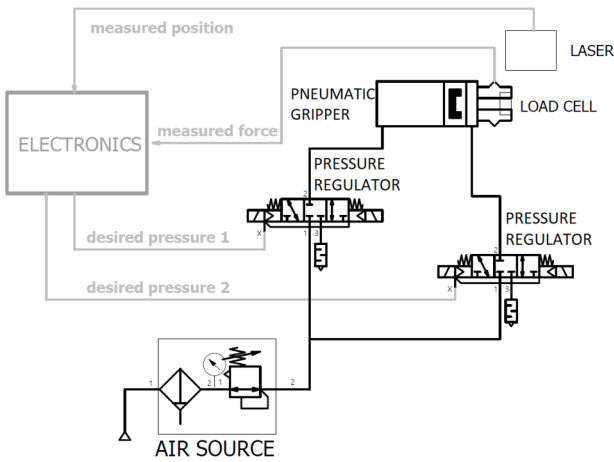 measured position
LASER
PNEUMATIC
GRIPPER
LOAD CELL
ELECTRONICS
measured force
PRESSURE
REGULATOR
2
X
1
3
PRESSURE
REGULATOR
desired pressure 1
2
desired pressure 2
X
1
3
1
2
1
2
AIR SOURCE